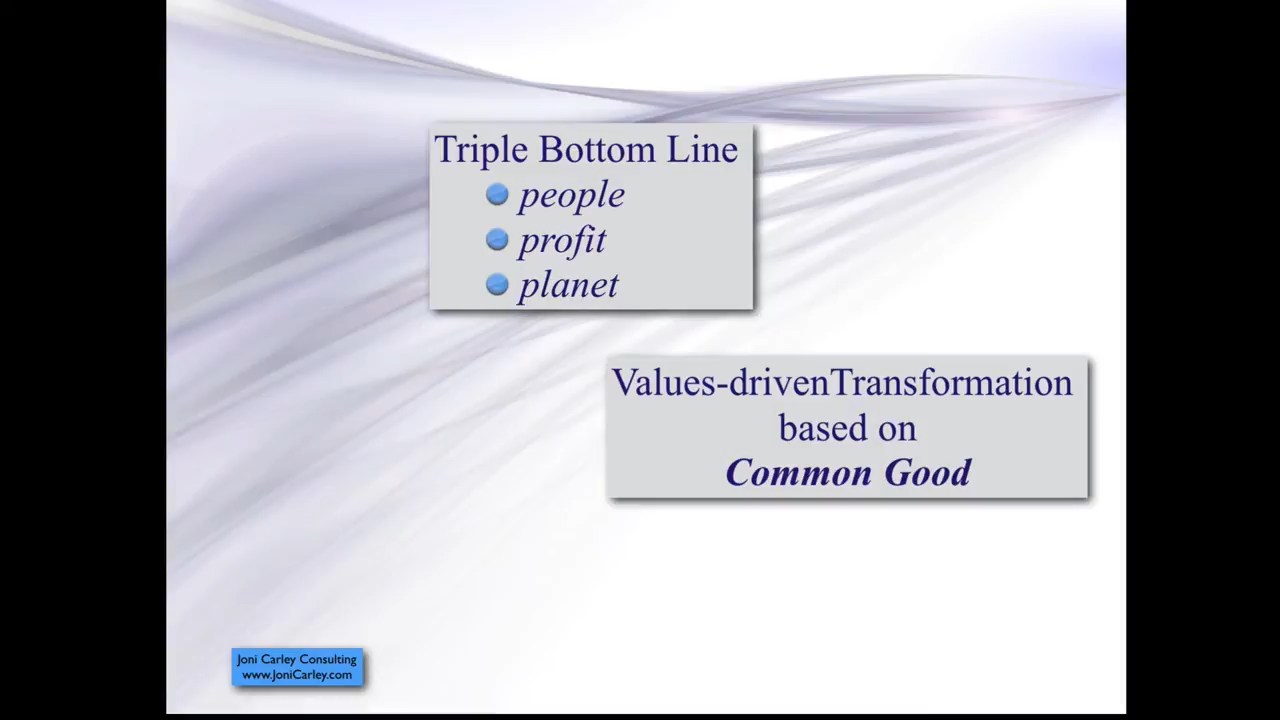 Triple Bottom Line
people
profit
planet
Values-drivenTransformation
based on
Common Good
Joni Carley Consulting
www.JoniCarley.com